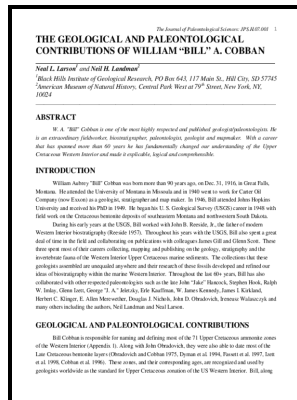 The Journal of Paleontological Sciences: JPS.H.07.001 1
THE GEOLOGICAL AND PALEONTOLOGICAL
CONTRIBUTIONS OF WILLIAM “BILL” A. COBBAN
Neal L. Larson1 and Neil H. Landman2
1Black Hills Institute of Geological Research, PO Box 643, 117 Main St., Hill City, SD 57745
2American Museum of Natural History, Central Park West at 79th Street, New York, NY,
10024
ABSTRACT
W. A. “Bill” Cobban is one of the most highly respected and published geologist/paleontologists. He
is an extraordinary fieldworker, biostratigrapher, paleontologist, geologist and mapmaker. With a career
that has spanned more than 60 years he has fundamentally changed our understanding of the Upper
Cretaceous Western Interior and made it explicable, logical and comprehensible.
INTRODUCTION
William Aubrey "Bill" Cobban was born more than 90 years ago, on Dec. 31, 1916, in Great Falls,
Montana. He attended the University of Montana in Missoula and in 1940 went to work for Carter Oil
Company (now Exxon) as a geologist, stratigrapher and map maker. In 1946, Bill attended Johns Hopkins
University and received his PhD in 1949. He began his U. S. Geological Survey (USGS) career in 1948 with
field work on the Cretaceous bentonite deposits of southeastern Montana and northwestern South Dakota.
During his early years at the USGS, Bill worked with John B. Reeside, Jr., the father of modern
Western Interior biostratigraphy (Reeside 1957). Throughout his years with the USGS, Bill also spent a great
deal of time in the field and collaborating on publications with colleagues James Gill and Glenn Scott. These
three spent most of their careers collecting, mapping and publishing on the geology, stratigraphy and the
invertebrate fauna of the Western Interior Upper Cretaceous marine sediments. The collections that these
geologists assembled are unequaled anywhere and their research of these fossils developed and refined our
ideas of biostratigraphy within the marine Western Interior. Throughout the last 60+ years, Bill has also
collaborated with other respected paleontologists such as the late John “Jake” Hancock, Stephen Hook, Ralph
W. Imlay, Glenn Izett, George "J. A." Jeletzky, Erle Kauffman, W. James Kennedy, James I. Kirkland,
Herbert C. Klinger, E. Allen Merewether, Douglas J. Nichols, John D. Obradovich, Ireneusz Walaszczyk and
many others including the authors, Neil Landman and Neal Larson.
GEOLOGICAL AND PALEONTOLOGICAL CONTRIBUTIONS
Bill Cobban is responsible for naming and defining most of the 71 Upper Cretaceous ammonite zones
of the Western Interior (Appendix 1). Along with John Obradovich, they were also able to date most of the
Late Cretaceous bentonite layers (Obradovich and Cobban 1975, Dyman et al. 1994, Fassett et al. 1997, Izett
et al. 1998, Cobban et al. 1996). These zones, and their corresponding ages, are recognized and used by
geologists worldwide as the standard for Upper Cretaceous zonation of the US Western Interior. Bill, along